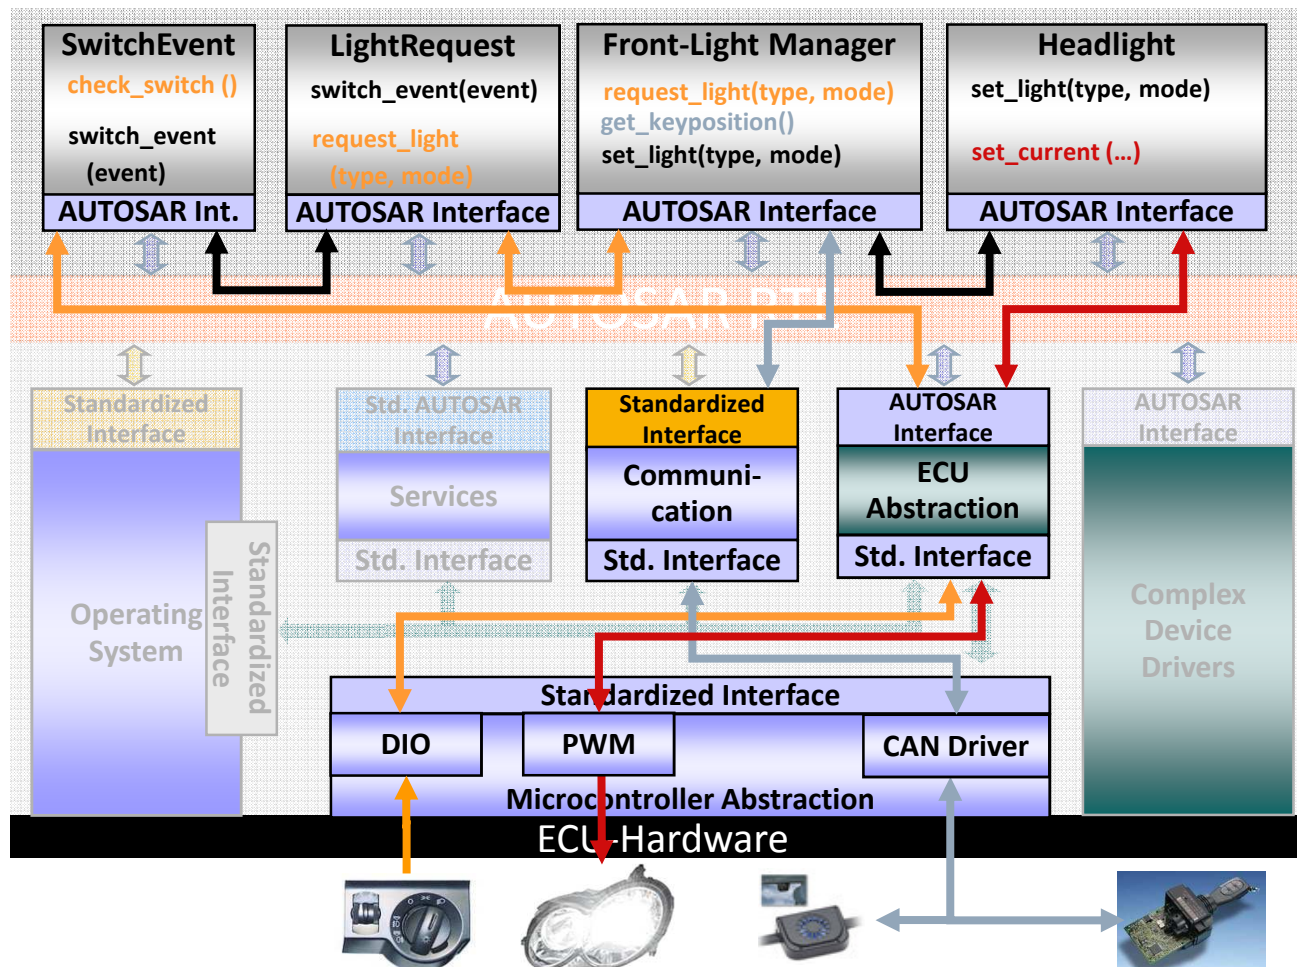 SwitchEvent
check_switch ()
switch_event
(event)
AUTOSAR Int.
LightRequest
switch_event(event)
request_light
(type, mode)
AUTOSAR Interface
Front-Light Manager
request_light(type, mode)
get_keyposition()
set_light(type, mode)
AUTOSAR Interface
Headlight
set_light(type, mode)
set_current (...)
AUTOSAR Interface
AUTOSAR RTE
Standardized
Interface
Operating
System
Standardized
Interface
Std. AUTOSAR
Interface
Services
Std. Interface
Standardized
Interface
Communi-
cation
Std. Interface
AUTOSAR
Interface
ECU
Abstraction
Std. Interface
AUTOSAR
Interface
Complex
Device
Drivers
Standardized Interface
DIO
PWM
CAN Driver
Microcontroller Abstraction
ECU-Hardware